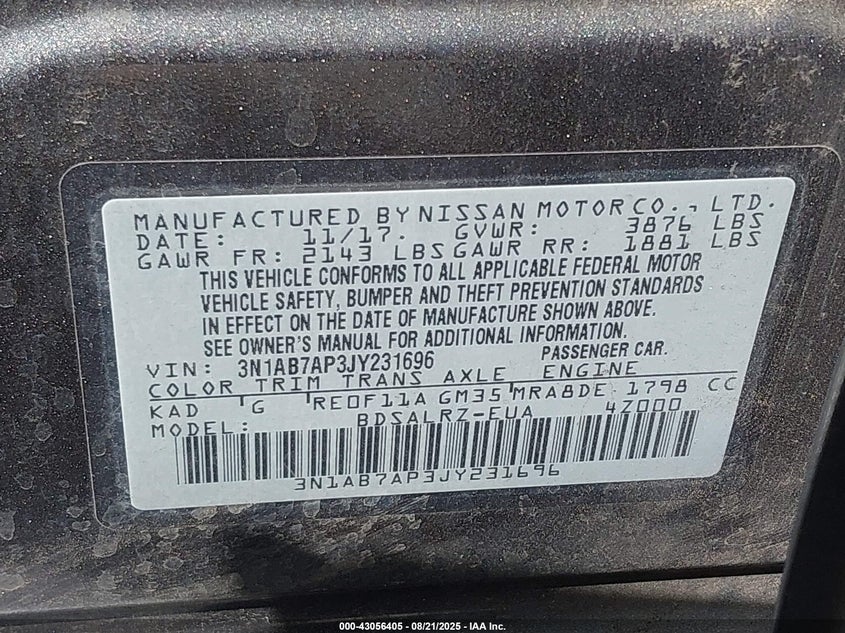 MANUFACTURED BY NISSAN MOTOR CO., LTD.
DATE: 11/17. GVWR: 3876 LBS
GAWR FR: 2143 LBS GAWR RR: 1881 LBS
THIS VEHICLE CONFORMS TO ALL APPLICABLE FEDERAL MOTOR
VEHICLE SAFETY, BUMPER AND THEFT PREVENTION STANDARDS
IN EFFECT ON THE DATE OF MANUFACTURE SHOWN ABOVE.
SEE OWNER'S MANUAL FOR ADDITIONAL INFORMATION.
VIN: 3N1AB7AP3JY231696 PASSENGER CAR.
COLOR TRIM TRANS AXLE ENGINE
KAD G RE0F11A GM35 MRA8DE 1798 CC
MODEL: BDSALRZ-EUA 4Z000
3N1AB7AP3JY231696
000-43056405 - 08/21/2025 - IAA Inc.